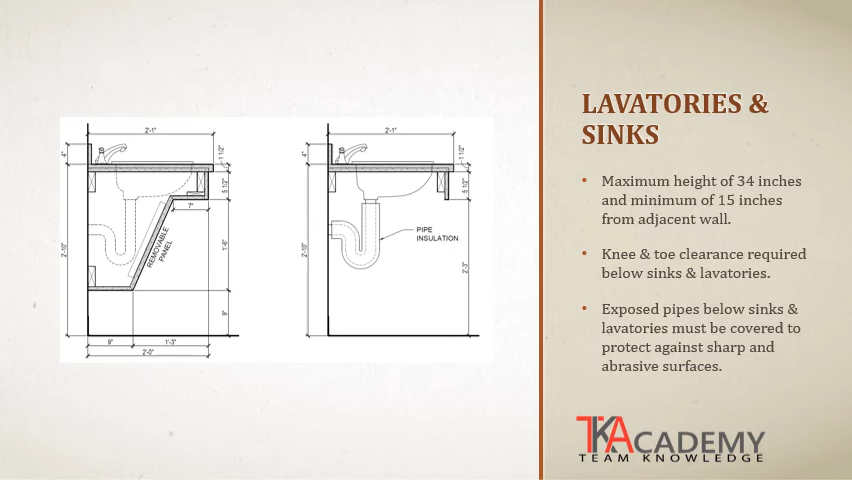 2'-1"
4"
1 1/2"
5 1/2"
7"
2'-10"
REMOVABLE
PANEL
1'-6"
9"
9"
1'-3"
2'-0"
2'-1"
4"
1 1/2"
5 1/2"
PIPE
INSULATION
2'-10"
2'-3"
LAVATORIES &
SINKS
• Maximum height of 34 inches
and minimum of 15 inches
from adjacent wall.
• Knee & toe clearance required
below sinks & lavatories.
• Exposed pipes below sinks &
lavatories must be covered to
protect against sharp and
abrasive surfaces.
TKACADEMY
TEAM KNOWLEDGE